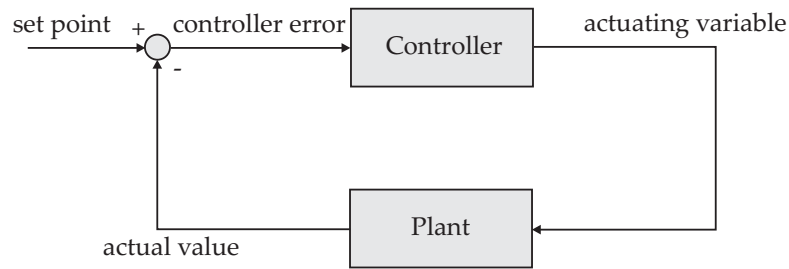 set point
+
controller error
Controller
actuating variable
-
Plant
actual value